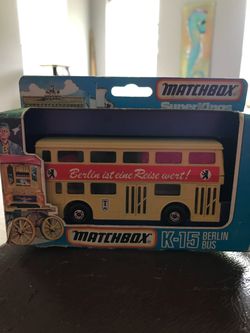 MATCHBOX
SuperKings
Berlin ist eine Reise wert!
MATCHBOX
K-15 BERLIN
BUS